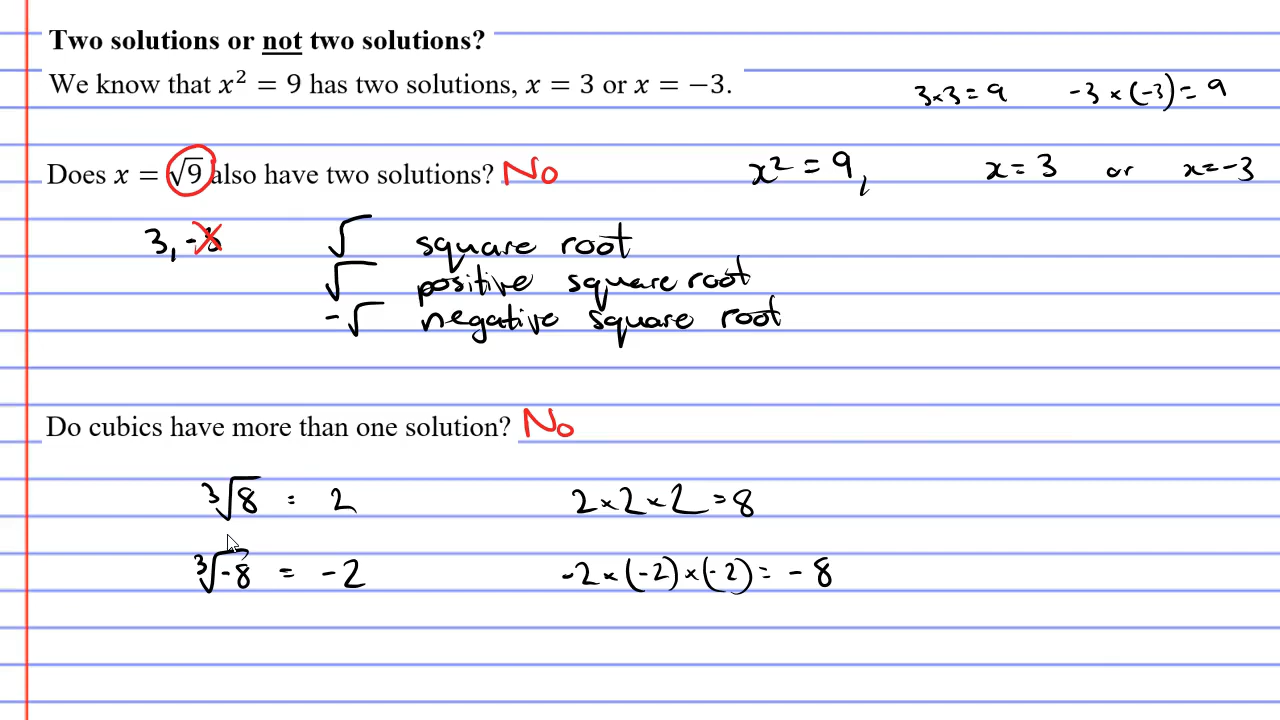 Two solutions or not two solutions?
We know that x² = 9 has two solutions, x = 3 or x = −3.
3×3=9 -3×(-3)=9
Does x = √9 also have two solutions? No
x² = 9, x=3 or x=-3
3, -3
√ square root
√ positive square root
-√ negative square root
Do cubics have more than one solution? No
∛8 = 2 2×2×2=8
∛-8 = -2 -2×(-2)×(-2)=-8